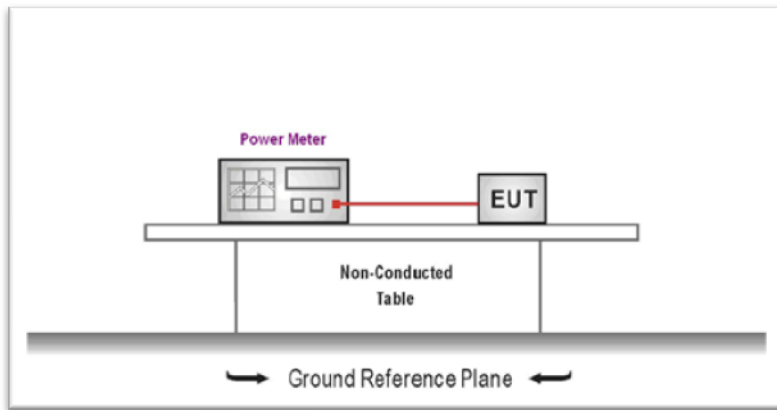 Power Meter
EUT
Non-Conducted
Table
Ground Reference Plane